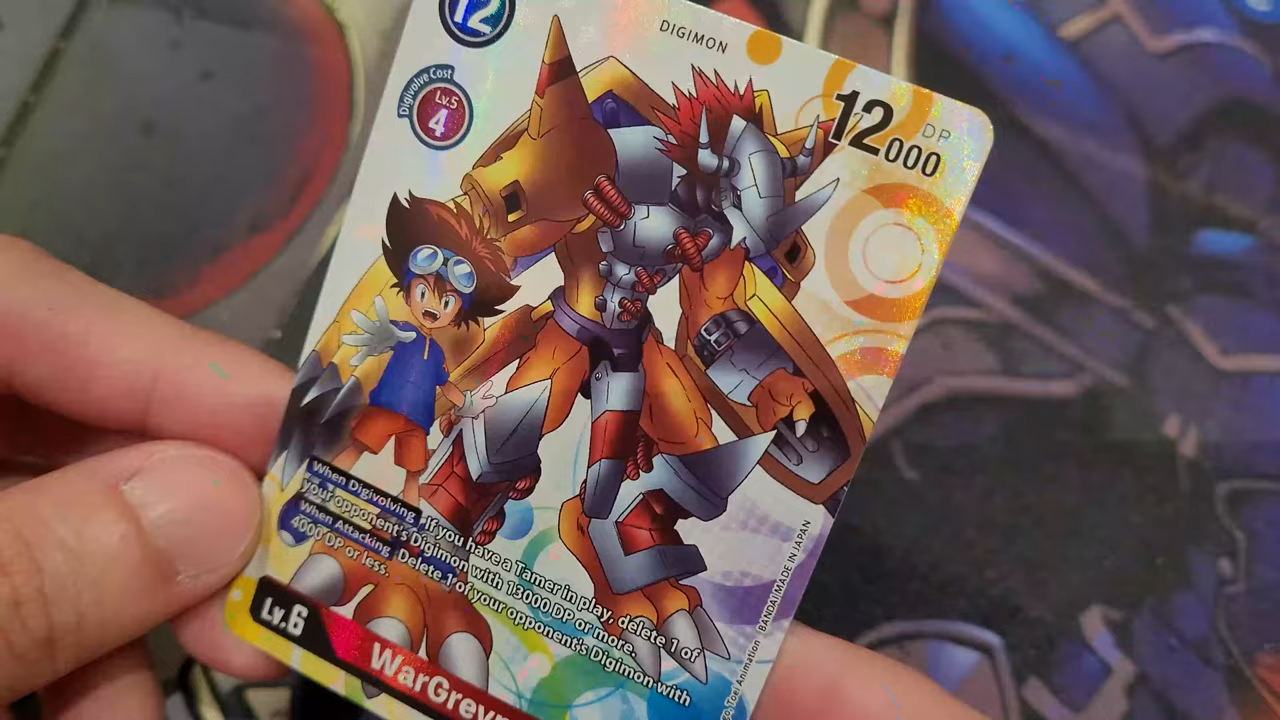 12
DIGIMON
12000 DP
Digivolve Cost
Lv.5
4
When Digivolving If you have a Tamer in play, delete 1 of
your opponent's Digimon with 13000 DP or more.
When Attacking Delete 1 of your opponent's Digimon with
4000 DP or less.
Lv.6
WarGrey
Toei Animation BANDAI MADE IN JAPAN